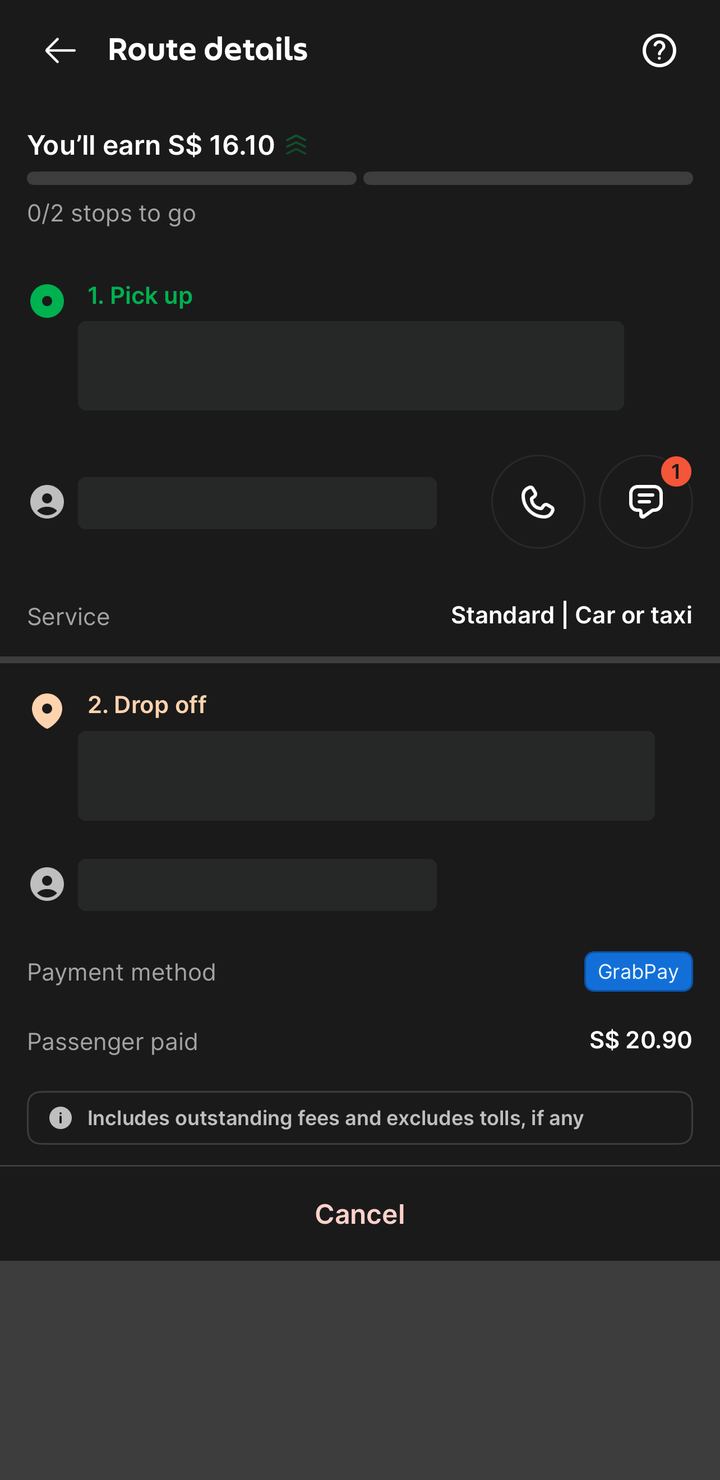 Route details
You’ll earn S$ 16.10
0/2 stops to go
1. Pick up
1
Service
Standard | Car or taxi
2. Drop off
Payment method
GrabPay
Passenger paid
S$ 20.90
Includes outstanding fees and excludes tolls, if any
Cancel